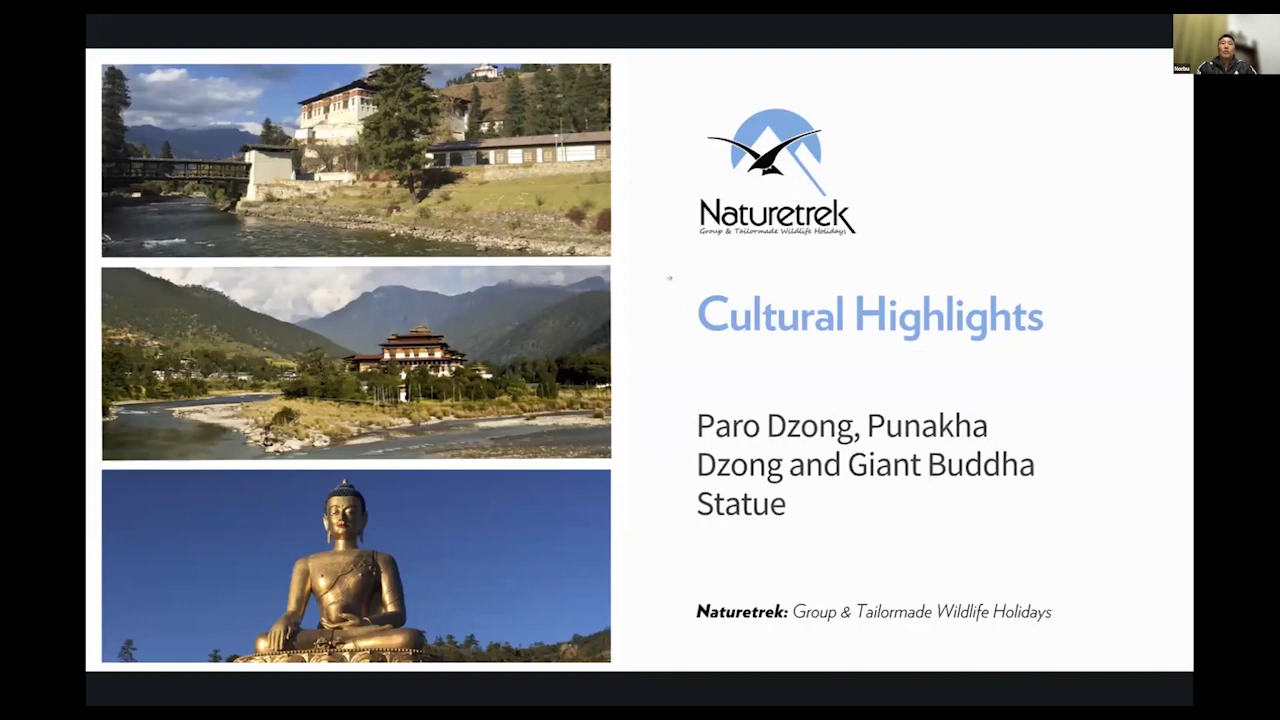 Norbu
Naturetrek
Group & Tailormade Wildlife Holidays
Cultural Highlights
Paro Dzong, Punakha
Dzong and Giant Buddha
Statue
Naturetrek: Group & Tailormade Wildlife Holidays